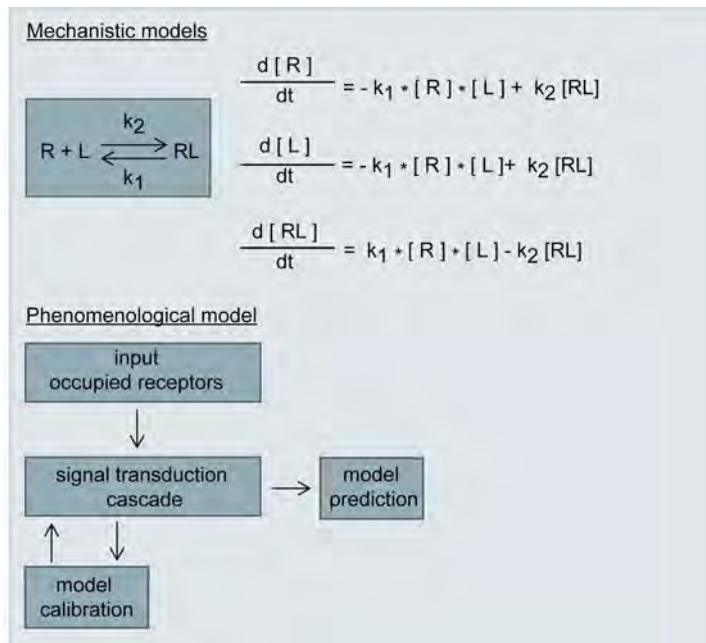 Mechanistic models
d [ R ]
dt
= - k1 * [ R ] * [ L ] + k2 [RL]
k2
R + L
RL
k1
d [ L ]
dt
= - k1 * [ R ] * [ L ] + k2 [RL]
d [ RL ]
dt
= k1 * [ R ] * [ L ] - k2 [RL]
Phenomenological model
input
occupied receptors
signal transduction
cascade
model
prediction
model
calibration